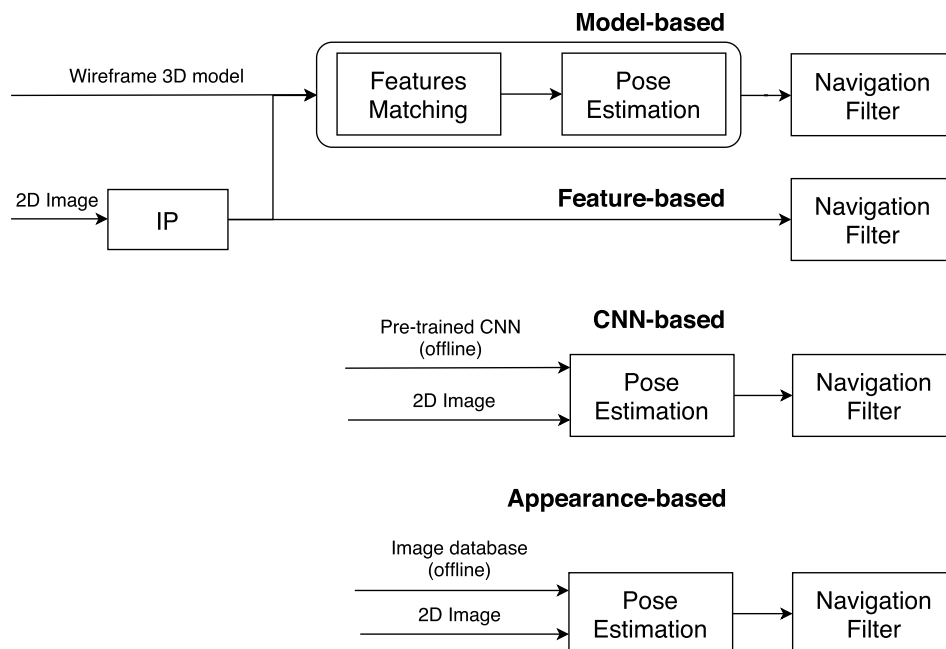 Model-based
Wireframe 3D model
Features
Matching
Pose
Estimation
Navigation
Filter
2D Image
IP
Feature-based
Navigation
Filter
CNN-based
Pre-trained CNN
(offline)
2D Image
Pose
Estimation
Navigation
Filter
Appearance-based
Image database
(offline)
2D Image
Pose
Estimation
Navigation
Filter